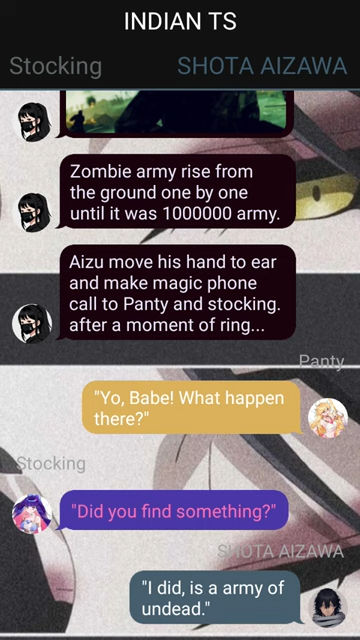 INDIAN TS
Stocking
SHOTA AIZAWA
Zombie army rise from
the ground one by one
until it was 1000000 army.
Aizu move his hand to ear
and make magic phone
call to Panty and stocking.
after a moment of ring...
Panty
"Yo, Babe! What happen
there?"
Stocking
"Did you find something?"
SHOTA AIZAWA
"I did, is a army of
undead."